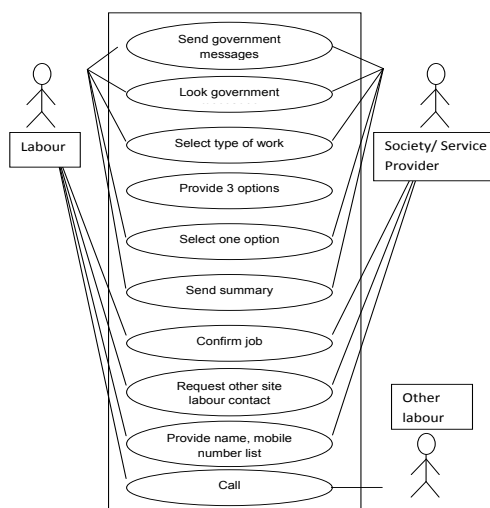 Send government
messages
Look government
Select type of work
Provide 3 options
Select one option
Send summary
Confirm job
Request other site
labour contact
Provide name, mobile
number list
Call
Labour
Society/ Service
Provider
Other
labour